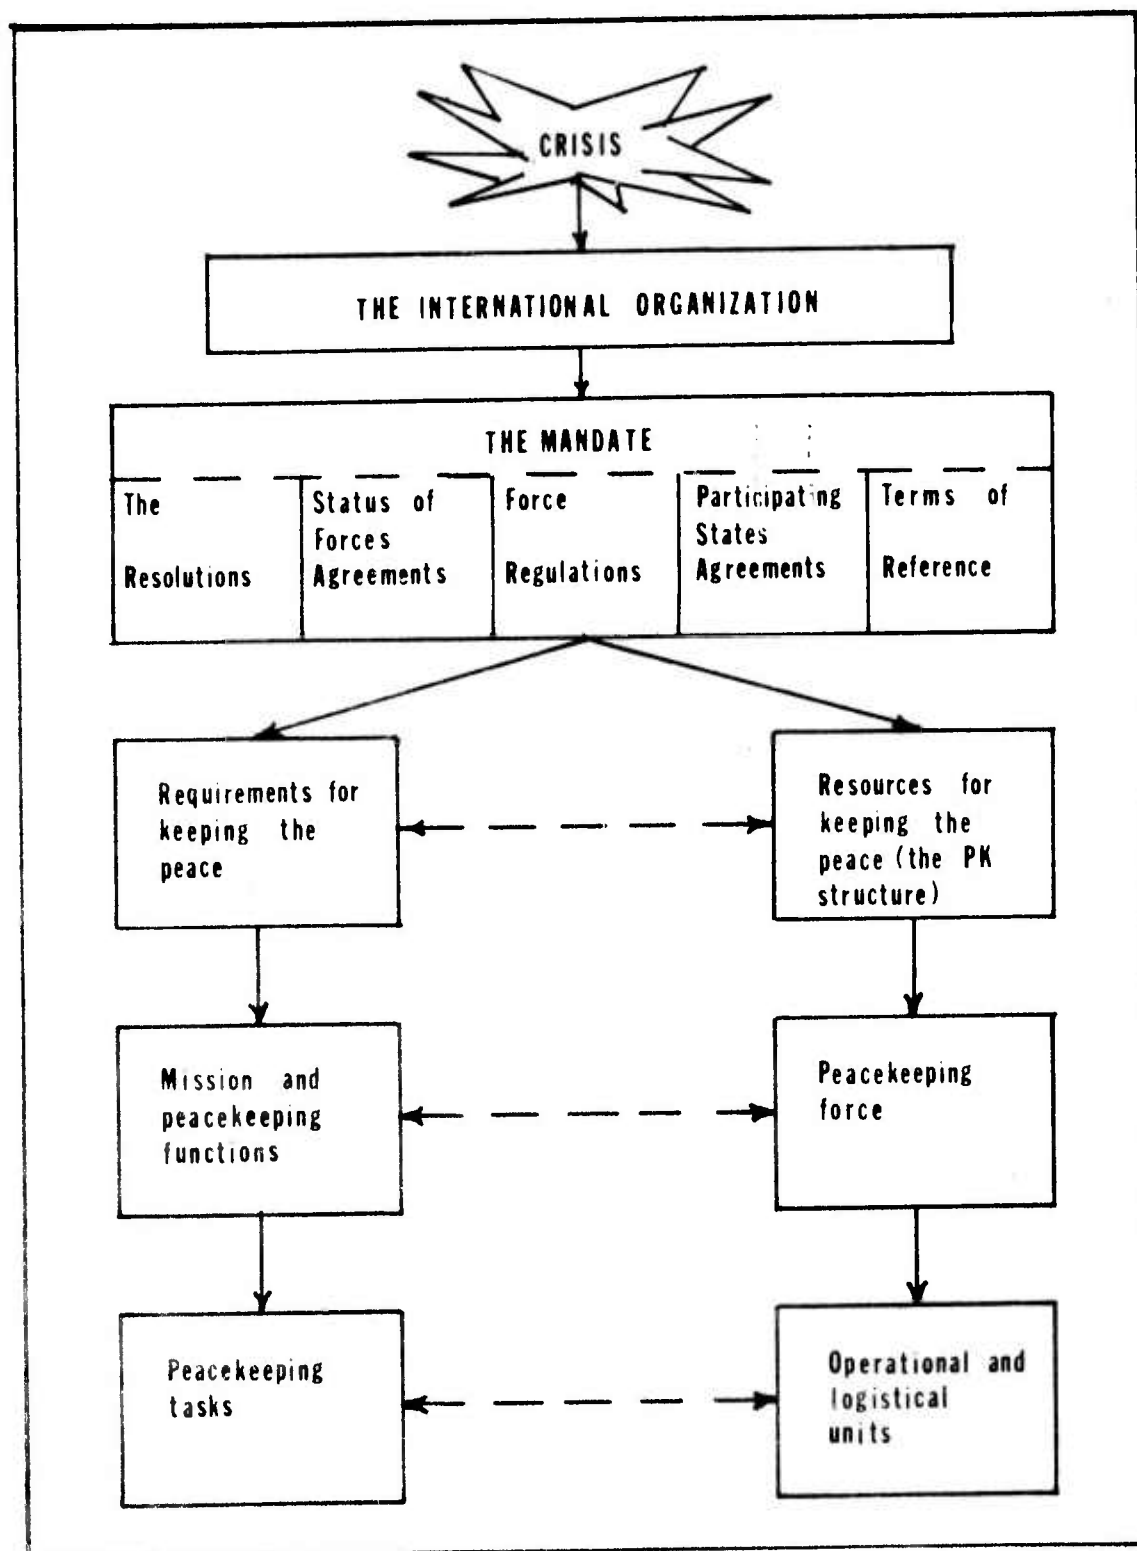 CRISIS
THE INTERNATIONAL ORGANIZATION
THE MANDATE
The
Resolutions
Status of
Forces
Agreements
Force
Regulations
Participating
States
Agreements
Terms of
Reference
Requirements for
keeping the
peace
Resources for
keeping the
peace (the PK
structure)
Mission and
peacekeeping
functions
Peacekeeping
force
Peacekeeping
tasks
Operational and
logistical
units